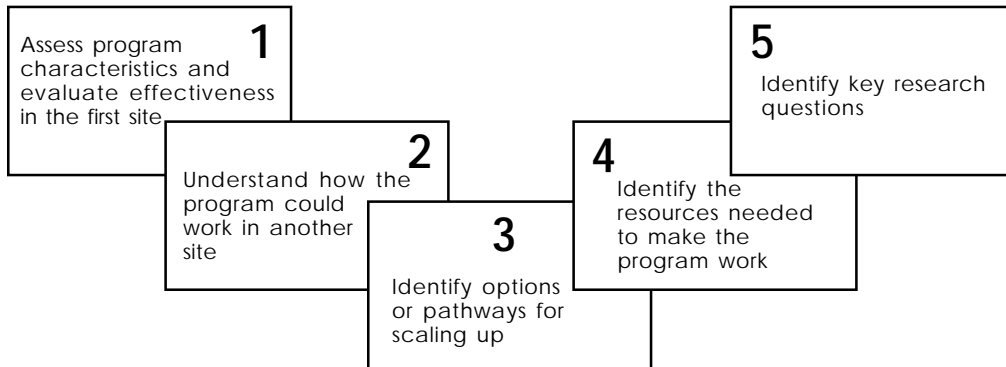 1
Assess program
characteristics and
evaluate effectiveness
in the first site
2
Understand how the
program could
work in another
site
3
Identify options
or pathways for
scaling up
4
Identify the
resources needed
to make the
program work
5
Identify key research
questions